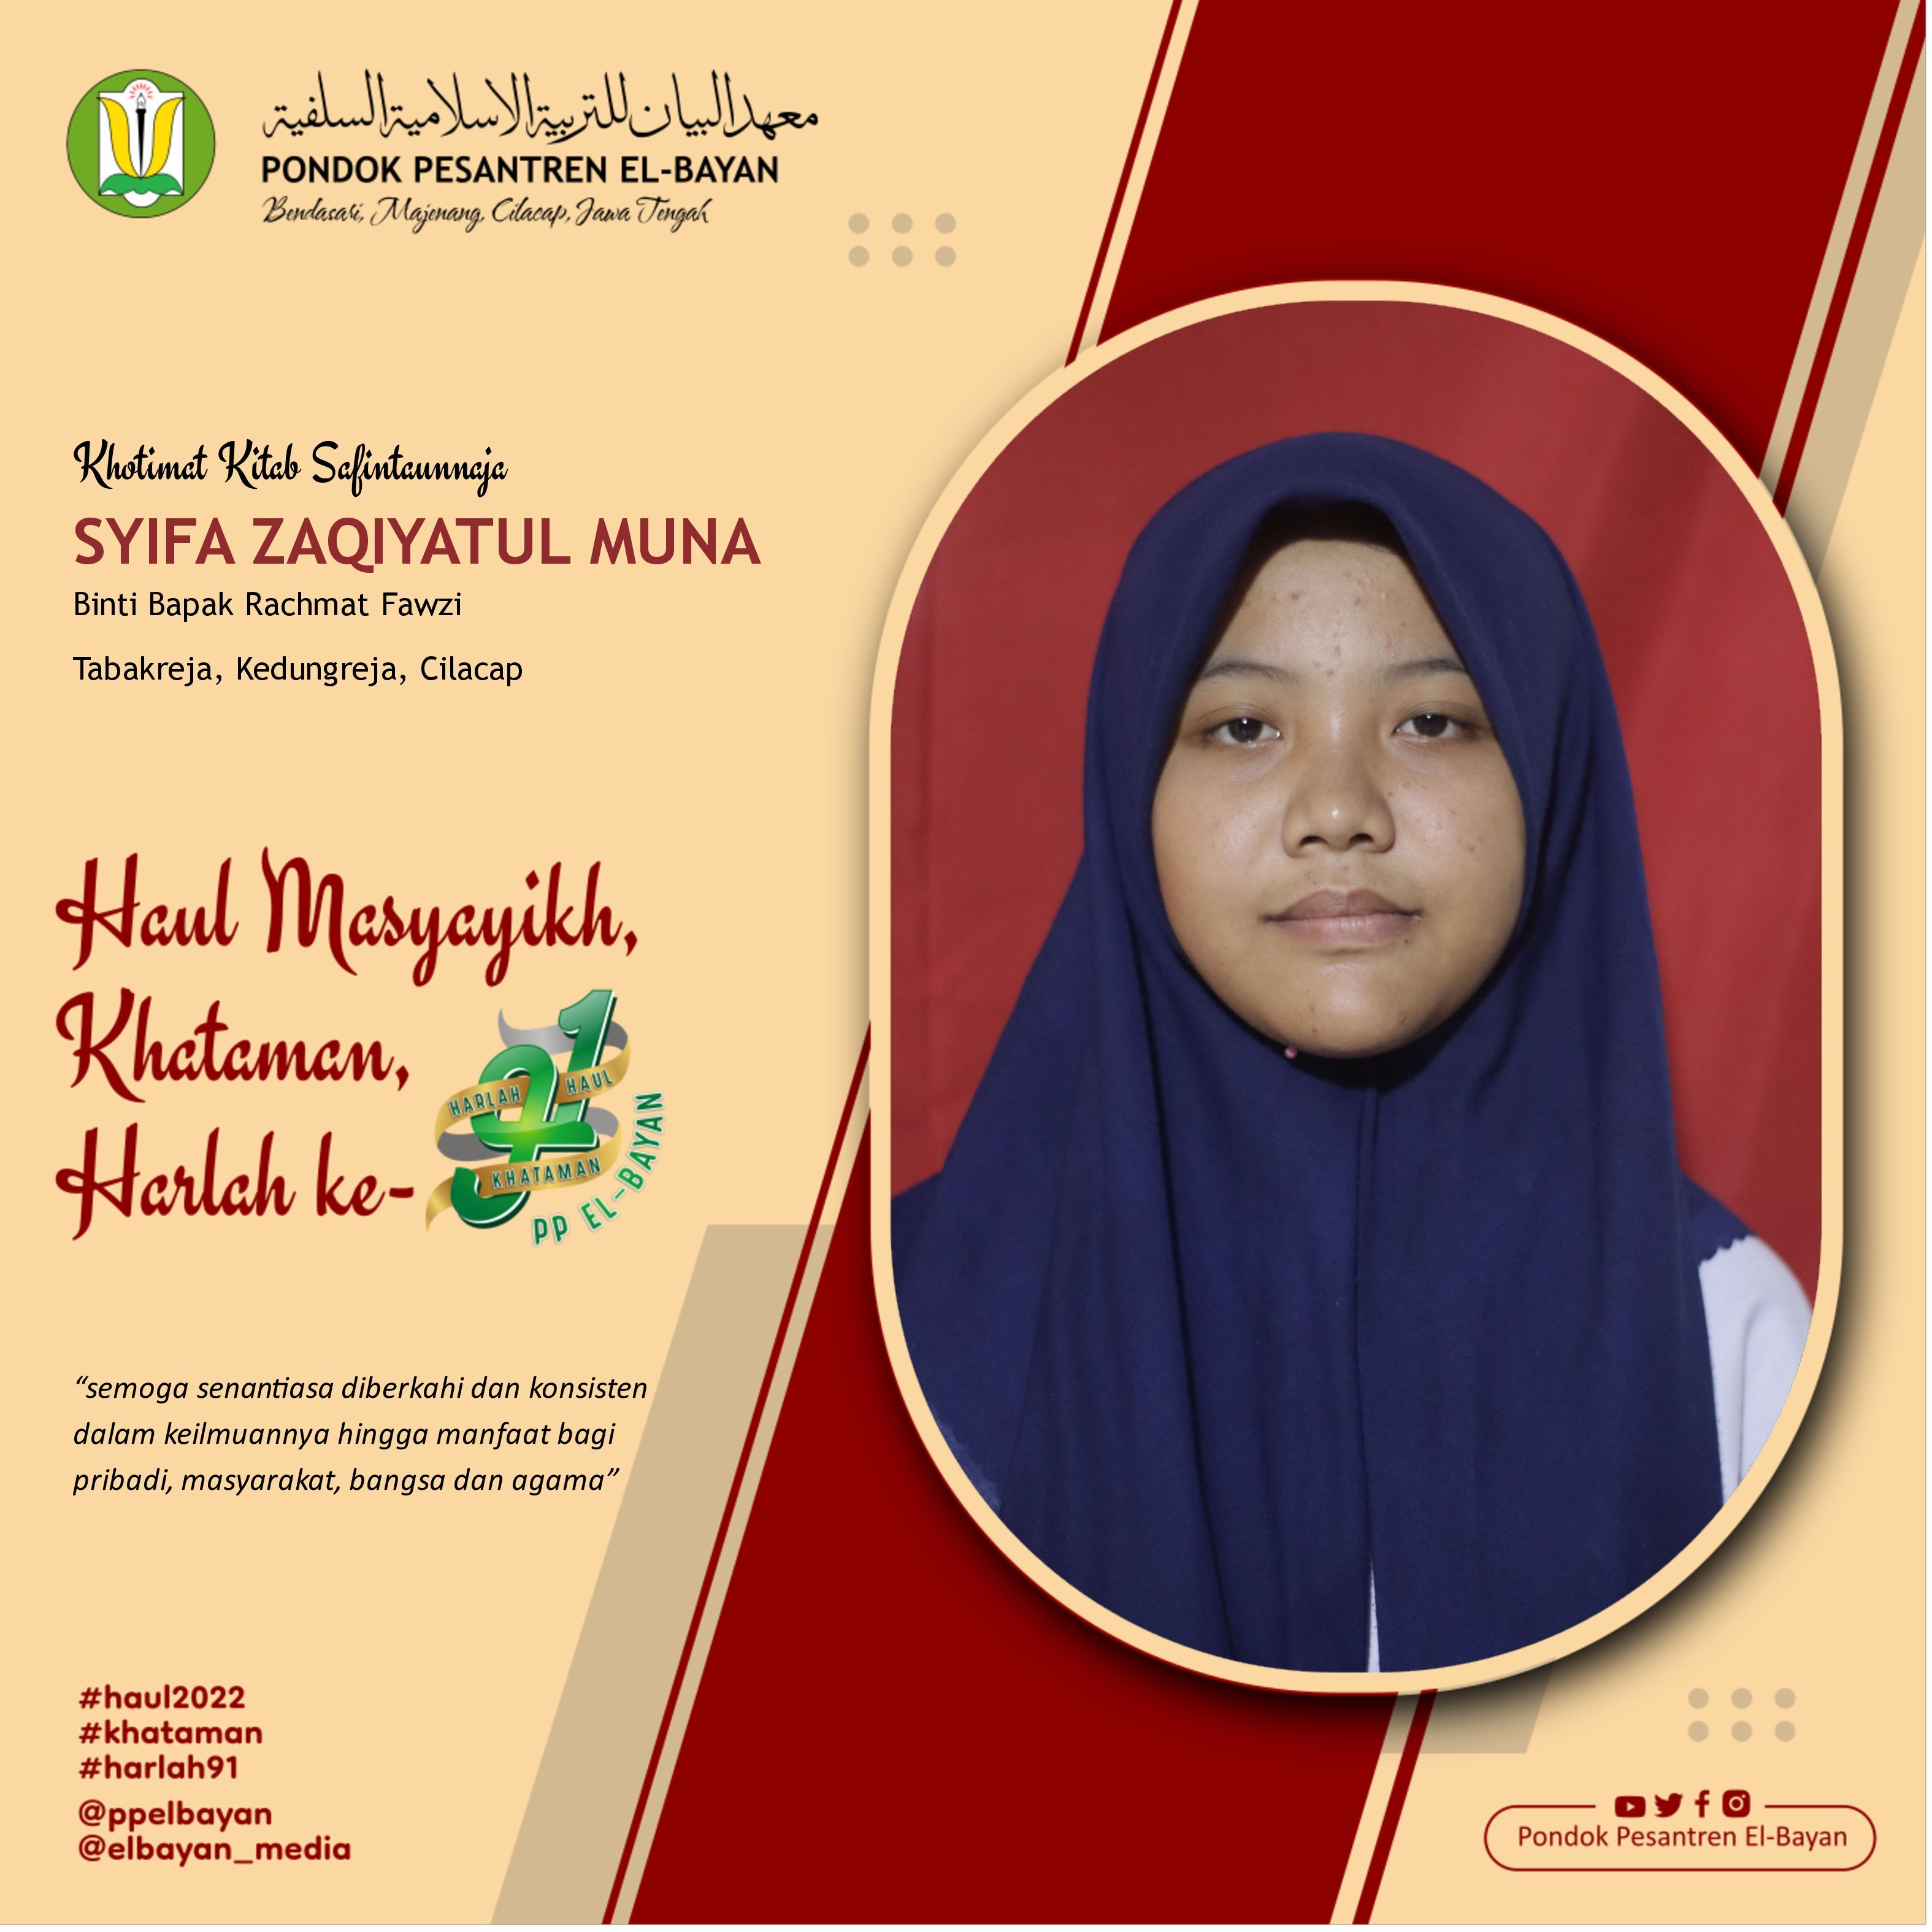 معهد البيان للتربية الاسلامية السلفية
PONDOK PESANTREN EL-BAYAN
Bendasari, Majenang, Cilacap, Jawa Tengah
Khotimat Kitab Safintaunnaja
SYIFA ZAQIYATUL MUNA
Binti Bapak Rachmat Fawzi
Tabakreja, Kedungreja, Cilacap
Haul Masyayikh,
Khataman,
Harlah ke-
91
HARLAH HAUL
KHATAMAN
PP EL-BAYAN
“semoga senantiasa diberkahi dan konsisten
dalam keilmuannya hingga manfaat bagi
pribadi, masyarakat, bangsa dan agama”
#haul2022
#khataman
#harlah91
@ppelbayan
@elbayan_media
Pondok Pesantren El-Bayan